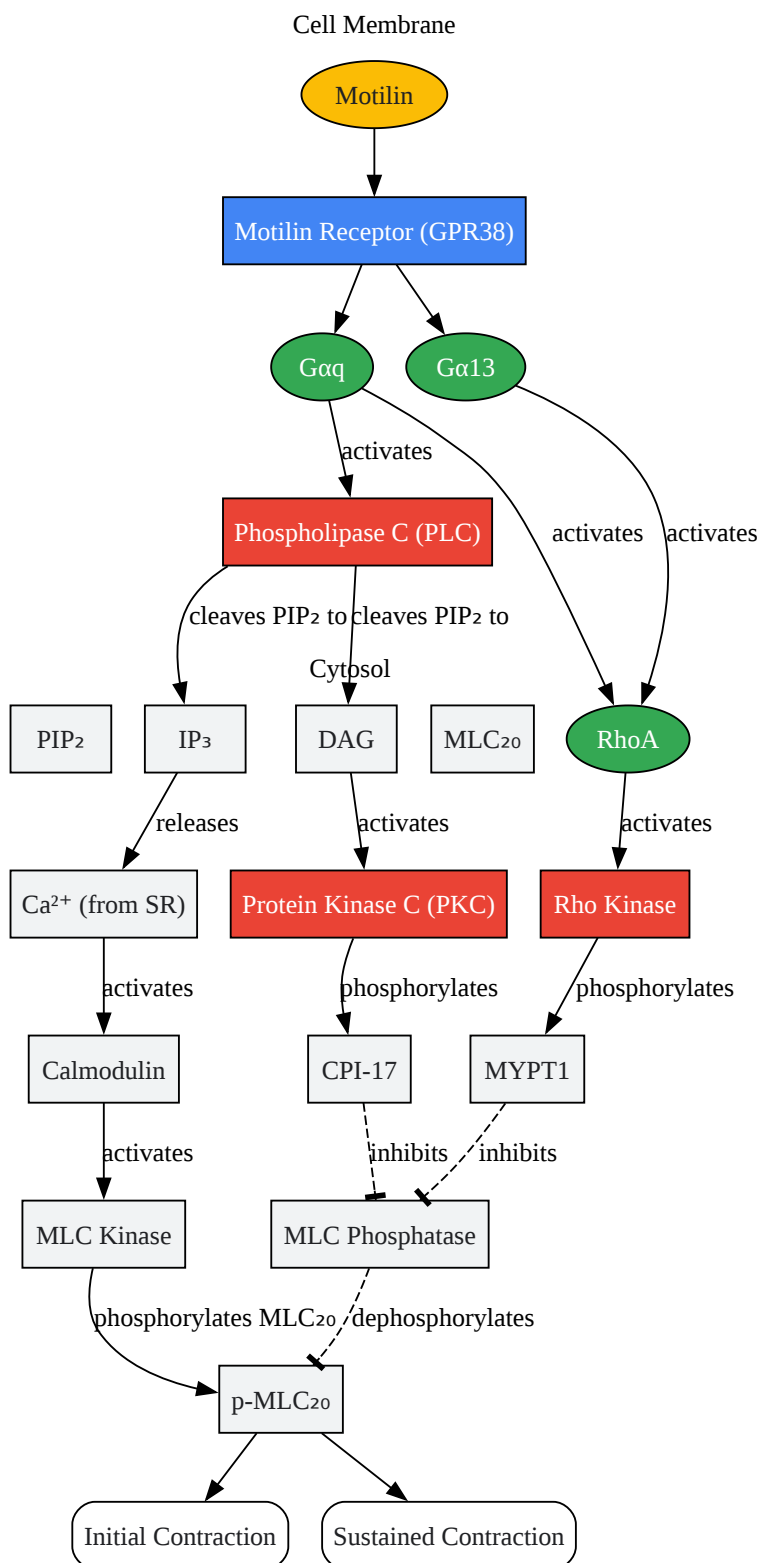 Cell Membrane
Motilin
Motilin Receptor (GPR38)
Gαq
Gα13
activates
Phospholipase C (PLC)
activates
activates
cleaves PIP₂ to
cleaves PIP₂ to
Cytosol
PIP₂
IP₃
DAG
MLC₂₀
RhoA
releases
activates
activates
Ca²⁺ (from SR)
Protein Kinase C (PKC)
Rho Kinase
activates
phosphorylates
phosphorylates
Calmodulin
CPI-17
MYPT1
activates
inhibits
inhibits
MLC Kinase
MLC Phosphatase
phosphorylates MLC₂₀
dephosphorylates
p-MLC₂₀
Initial Contraction
Sustained Contraction